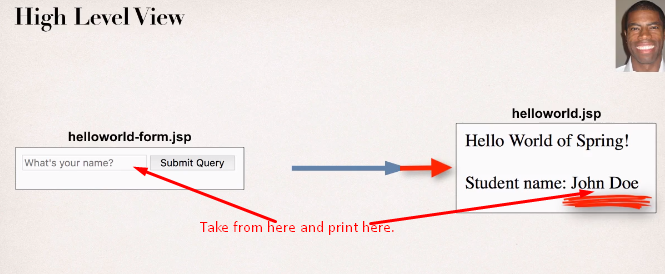 High Level View
helloworld-form.jsp
What's your name? Submit Query
helloworld.jsp
Hello World of Spring!
Student name: John Doe
Take from here and print here.